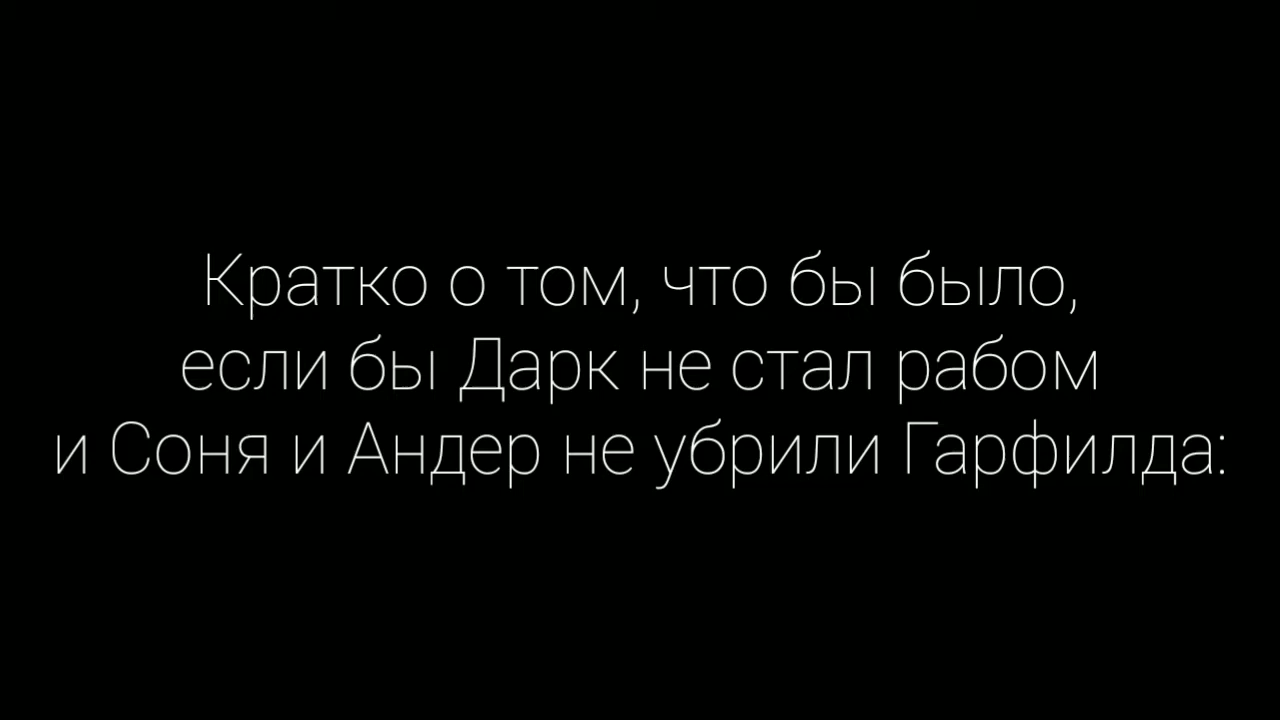 Кратко о том, что бы было,
если бы Дарк не стал рабом
и Соня и Андер не убрили Гарфилда: